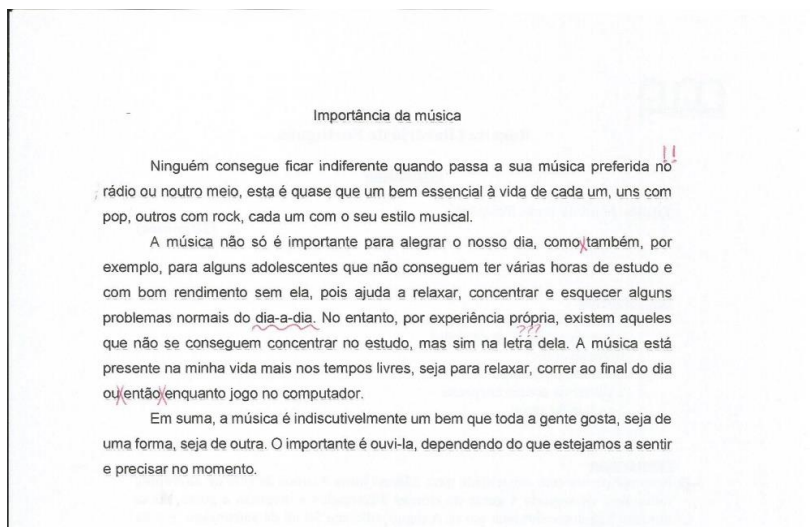 Importância da música
Ninguém consegue ficar indiferente quando passa a sua música preferida no !!
rádio ou noutro meio, esta é quase que um bem essencial à vida de cada um, uns com
pop, outros com rock, cada um com o seu estilo musical.
A música não só é importante para alegrar o nosso dia, como também, por
exemplo, para alguns adolescentes que não conseguem ter várias horas de estudo e
com bom rendimento sem ela, pois ajuda a relaxar, concentrar e esquecer alguns
problemas normais do dia-a-dia. No entanto, por experiência própria, existem aqueles
???
que não se conseguem concentrar no estudo, mas sim na letra dela. A música está
presente na minha vida mais nos tempos livres, seja para relaxar, correr ao final do dia
ou então enquanto jogo no computador.
Em suma, a música é indiscutivelmente um bem que toda a gente gosta, seja de
uma forma, seja de outra. O importante é ouvi-la, dependendo do que estejamos a sentir
e precisar no momento.